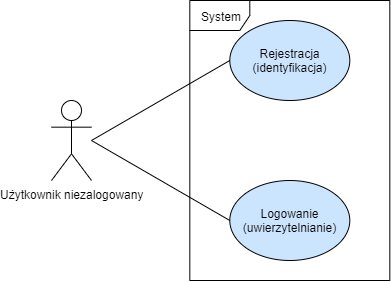 System
Rejestracja
(identyfikacja)
Użytkownik niezalogowany
Logowanie
(uwierzytelnianie)